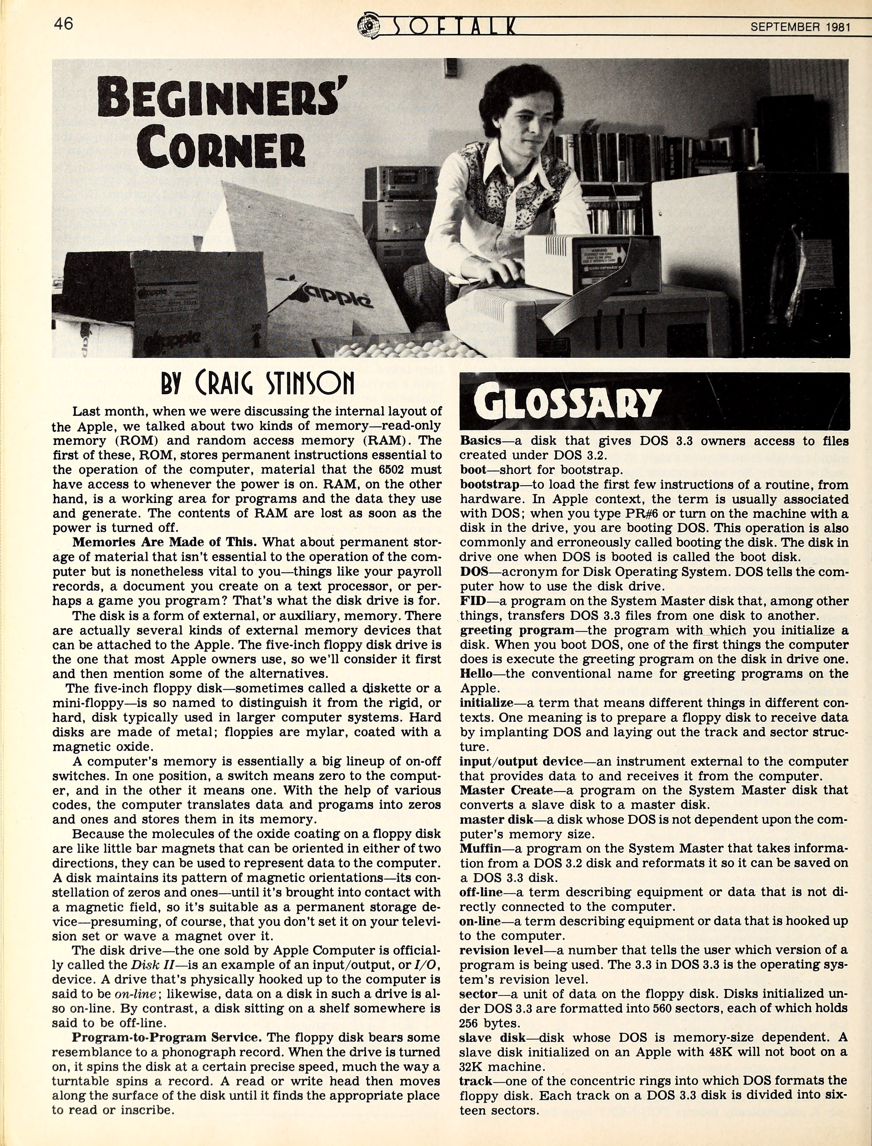 46
SOFTALK
SEPTEMBER 1981
BEGINNERS'
CORNER
apple
apple
apple
BY CRAIG STINSON
Last month, when we were discussing the internal layout of
the Apple, we talked about two kinds of memory—read-only
memory (ROM) and random access memory (RAM). The
first of these, ROM, stores permanent instructions essential to
the operation of the computer, material that the 6502 must
have access to whenever the power is on. RAM, on the other
hand, is a working area for programs and the data they use
and generate. The contents of RAM are lost as soon as the
power is turned off.
Memories Are Made of This. What about permanent stor-
age of material that isn't essential to the operation of the com-
puter but is nonetheless vital to you—things like your payroll
records, a document you create on a text processor, or per-
haps a game you program? That's what the disk drive is for.
The disk is a form of external, or auxiliary, memory. There
are actually several kinds of external memory devices that
can be attached to the Apple. The five-inch floppy disk drive is
the one that most Apple owners use, so we'll consider it first
and then mention some of the alternatives.
The five-inch floppy disk—sometimes called a diskette or a
mini-floppy—is so named to distinguish it from the rigid, or
hard, disk typically used in larger computer systems. Hard
disks are made of metal; floppies are mylar, coated with a
magnetic oxide.
A computer's memory is essentially a big lineup of on-off
switches. In one position, a switch means zero to the comput-
er, and in the other it means one. With the help of various
codes, the computer translates data and progams into zeros
and ones and stores them in its memory.
Because the molecules of the oxide coating on a floppy disk
are like little bar magnets that can be oriented in either of two
directions, they can be used to represent data to the computer.
A disk maintains its pattern of magnetic orientations—its con-
stellation of zeros and ones—until it's brought into contact with
a magnetic field, so it's suitable as a permanent storage de-
vice—presuming, of course, that you don't set it on your televi-
sion set or wave a magnet over it.
The disk drive—the one sold by Apple Computer is official-
ly called the Disk II—is an example of an input/output, or I/O,
device. A drive that's physically hooked up to the computer is
said to be on-line; likewise, data on a disk in such a drive is al-
so on-line. By contrast, a disk sitting on a shelf somewhere is
said to be off-line.
Program-to-Program Service. The floppy disk bears some
resemblance to a phonograph record. When the drive is turned
on, it spins the disk at a certain precise speed, much the way a
turntable spins a record. A read or write head then moves
along the surface of the disk until it finds the appropriate place
to read or inscribe.
GLOSSARY
Basics—a disk that gives DOS 3.3 owners access to files
created under DOS 3.2.
boot—short for bootstrap.
bootstrap—to load the first few instructions of a routine, from
hardware. In Apple context, the term is usually associated
with DOS; when you type PR#6 or turn on the machine with a
disk in the drive, you are booting DOS. This operation is also
commonly and erroneously called booting the disk. The disk in
drive one when DOS is booted is called the boot disk.
DOS—acronym for Disk Operating System. DOS tells the com-
puter how to use the disk drive.
FID—a program on the System Master disk that, among other
things, transfers DOS 3.3 files from one disk to another.
greeting program—the program with which you initialize a
disk. When you boot DOS, one of the first things the computer
does is execute the greeting program on the disk in drive one.
Hello—the conventional name for greeting programs on the
Apple.
initialize—a term that means different things in different con-
texts. One meaning is to prepare a floppy disk to receive data
by implanting DOS and laying out the track and sector struc-
ture.
input/output device—an instrument external to the computer
that provides data to and receives it from the computer.
Master Create—a program on the System Master disk that
converts a slave disk to a master disk.
master disk—a disk whose DOS is not dependent upon the com-
puter's memory size.
Muffin—a program on the System Master that takes informa-
tion from a DOS 3.2 disk and reformats it so it can be saved on
a DOS 3.3 disk.
off-line—a term describing equipment or data that is not di-
rectly connected to the computer.
on-line—a term describing equipment or data that is hooked up
to the computer.
revision level—a number that tells the user which version of a
program is being used. The 3.3 in DOS 3.3 is the operating sys-
tem's revision level.
sector—a unit of data on the floppy disk. Disks initialized un-
der DOS 3.3 are formatted into 560 sectors, each of which holds
256 bytes.
slave disk—disk whose DOS is memory-size dependent. A
slave disk initialized on an Apple with 48K will not boot on a
32K machine.
track—one of the concentric rings into which DOS formats the
floppy disk. Each track on a DOS 3.3 disk is divided into six-
teen sectors.